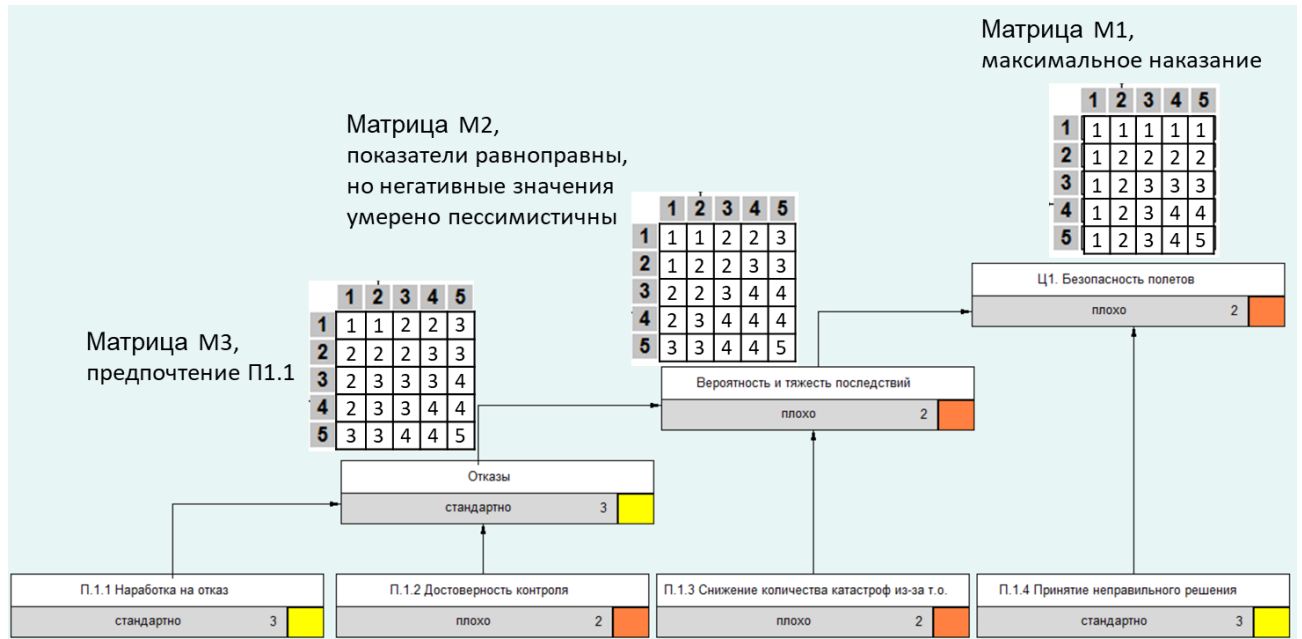 Матрица М1,
максимальное наказание
1 2 3 4 5
1 1 1 1 1 1
2 1 2 2 2 2
3 1 2 3 3 3
4 1 2 3 4 4
5 1 2 3 4 5
Ц1. Безопасность полетов
плохо 2
Матрица М2,
показатели равноправны,
но негативные значения
умерено пессимистичны
1 2 3 4 5
1 1 1 2 2 3
2 1 2 2 3 3
3 2 2 3 4 4
4 2 3 4 4 4
5 3 3 4 4 5
Вероятность и тяжесть последствий
плохо 2
Матрица М3,
предпочтение П1.1
1 2 3 4 5
1 1 1 2 2 3
2 2 2 2 3 3
3 2 3 3 3 4
4 2 3 3 4 4
5 3 3 4 4 5
Отказы
стандартно 3
П.1.1 Наработка на отказ
стандартно 3
П.1.2 Достоверность контроля
плохо 2
П.1.3 Снижение количества катастроф из-за т.о.
плохо 2
П.1.4 Принятие неправильного решения
стандартно 3